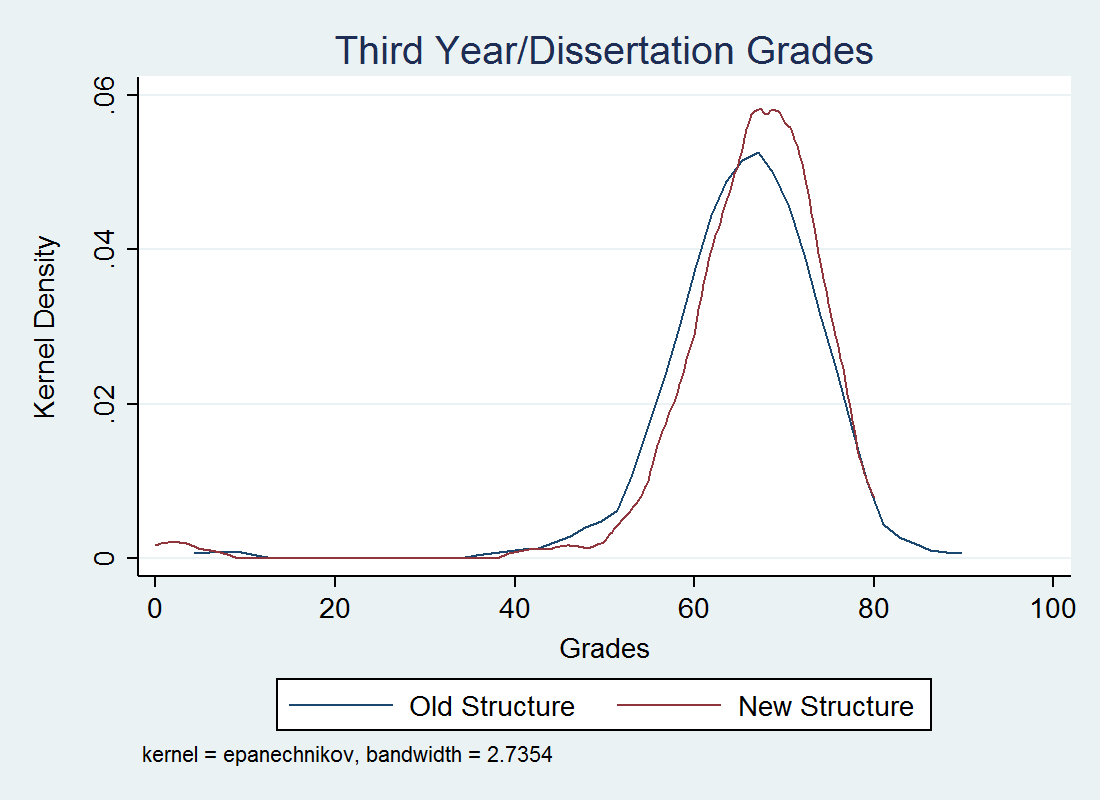 Third Year/Dissertation Grades
Kernel Density
.06
.04
.02
0
0 20 40 60 80 100
Grades
Old Structure New Structure
kernel = epanechnikov, bandwidth = 2.7354